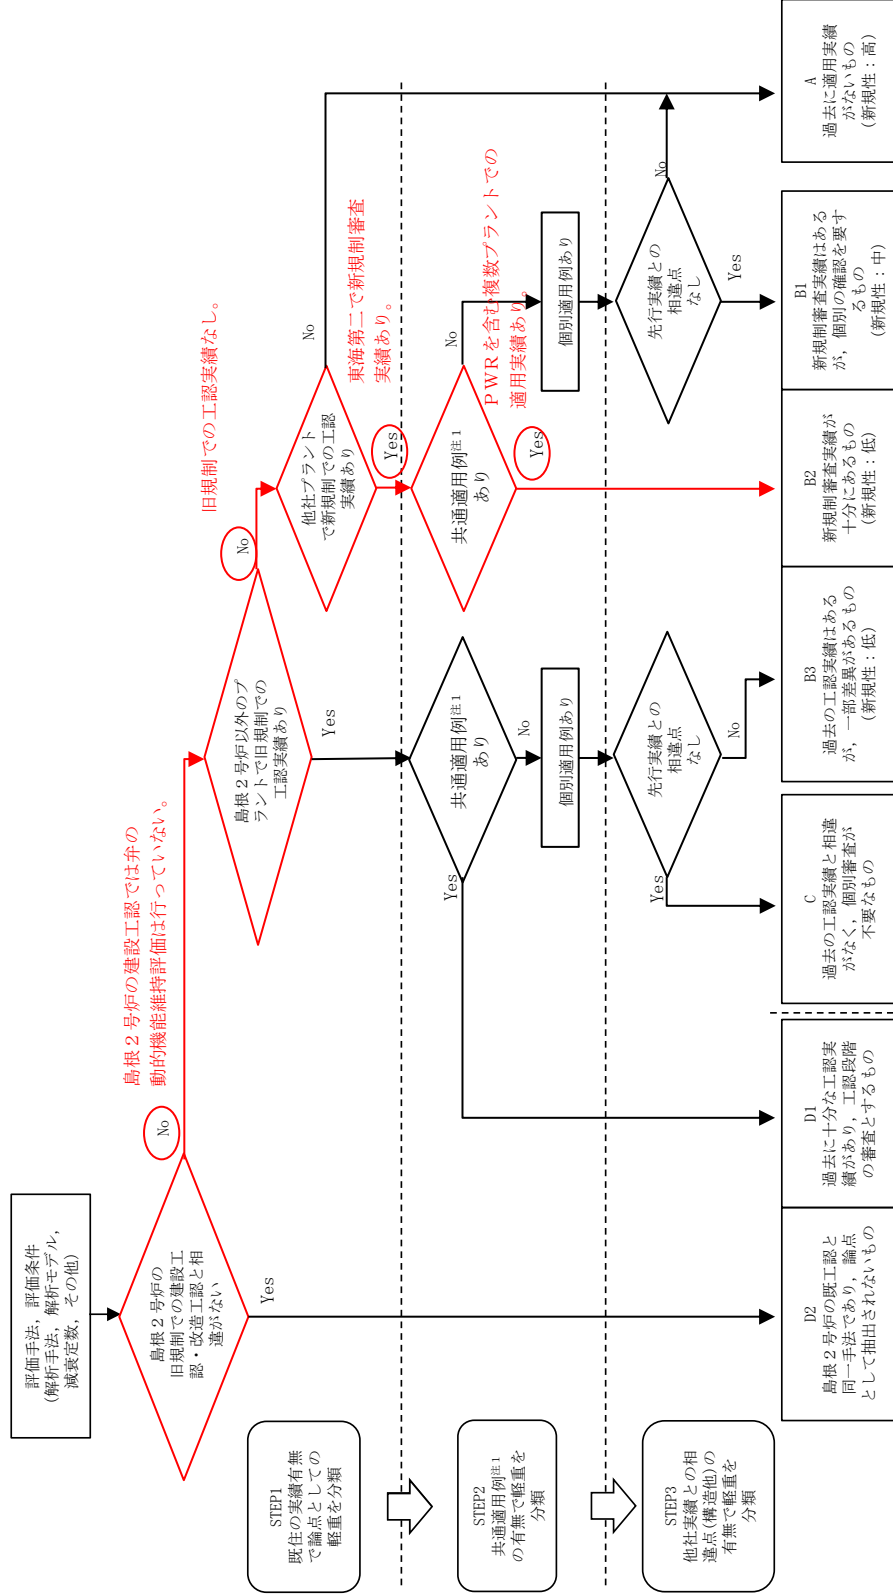 評価手法，評価条件
(解析手法，解析モデル，
減衰定数，その他)
島根２号炉の
旧規制での建設工
認・改造工認と相
違がない
No
Yes
島根２号炉の建設工認では弁の
動的機能維持評価は行っていない。
島根２号炉以外のプ
ラントで旧規制での
工認実績あり
No
Yes
旧規制での工認実績なし。
他社プラント
で新規制での工認
実績あり
No
Yes
東海第二で新規制審査
実績あり。
STEP1
既往の実績有無
で論点としての
軽重を分類
共通適用例注１
あり
Yes
No
個別適用例あり
共通適用例注１
あり
No
Yes
ＰＷＲを含む複数プラントでの
適用実績あり。
個別適用例あり
STEP2
共通適用例注１
の有無で軽重を
分類
先行実績との
相違点
なし
Yes
No
先行実績との
相違点
なし
No
Yes
STEP3
他社実績との相
違点(構造他)の
有無で軽重を
分類
D2
島根２号炉の既工認と
同一手法であり，論点
として抽出されないもの
D1
過去に十分な工認実
績があり，工認段階
の審査とするもの
C
過去の工認実績と相違
がなく，個別審査が
不要なもの
B3
過去の工認実績はある
が，一部差異があるもの
(新規性：低)
B2
新規制審査実績が
十分にあるもの
(新規性：低)
B1
新規制審査実績はある
が，個別の確認を要す
るもの
(新規性：中)
A
過去に適用実績
がないもの
(新規性：高)